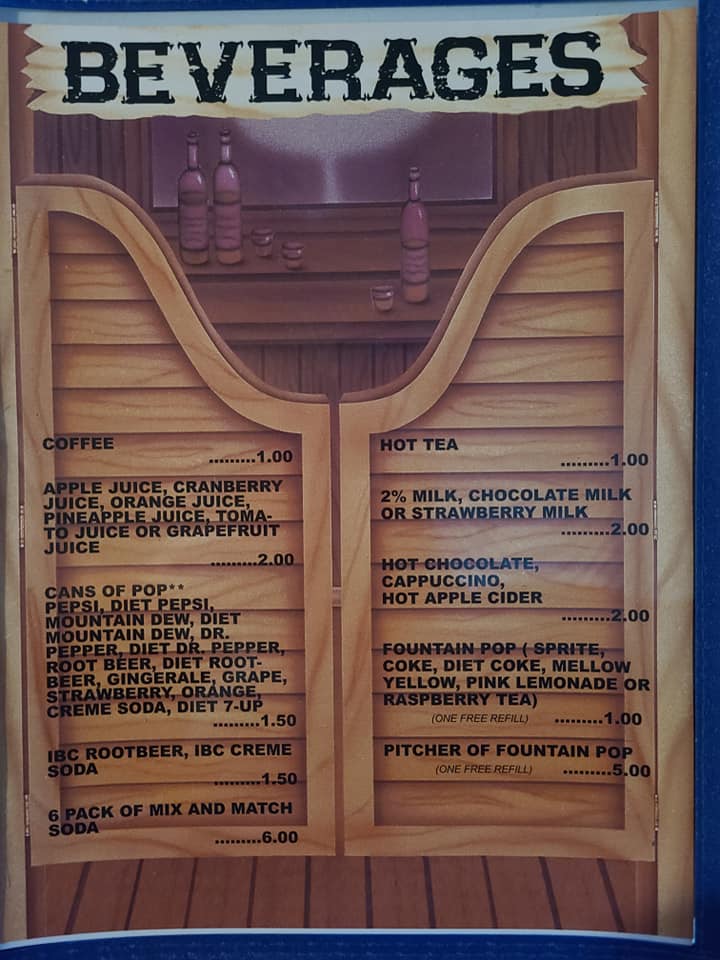 BEVERAGES
COFFEE
.........1.00
APPLE JUICE, CRANBERRY
JUICE, ORANGE JUICE,
PINEAPPLE JUICE, TOMA-
TO JUICE OR GRAPEFRUIT
JUICE
.........2.00
CANS OF POP**
PEPSI, DIET PEPSI,
MOUNTAIN DEW, DIET
MOUNTAIN DEW, DR.
PEPPER, DIET DR. PEPPER,
ROOT BEER, DIET ROOT-
BEER, GINGERALE, GRAPE,
STRAWBERRY, ORANGE,
CREME SODA, DIET 7-UP
.........1.50
IBC ROOTBEER, IBC CREME
SODA
.........1.50
6 PACK OF MIX AND MATCH
SODA
.........6.00
HOT TEA
.........1.00
2% MILK, CHOCOLATE MILK
OR STRAWBERRY MILK
.........2.00
HOT CHOCOLATE,
CAPPUCCINO,
HOT APPLE CIDER
.........2.00
FOUNTAIN POP ( SPRITE,
COKE, DIET COKE, MELLOW
YELLOW, PINK LEMONADE OR
RASPBERRY TEA)
(ONE FREE REFILL) .........1.00
PITCHER OF FOUNTAIN POP
(ONE FREE REFILL) .........5.00